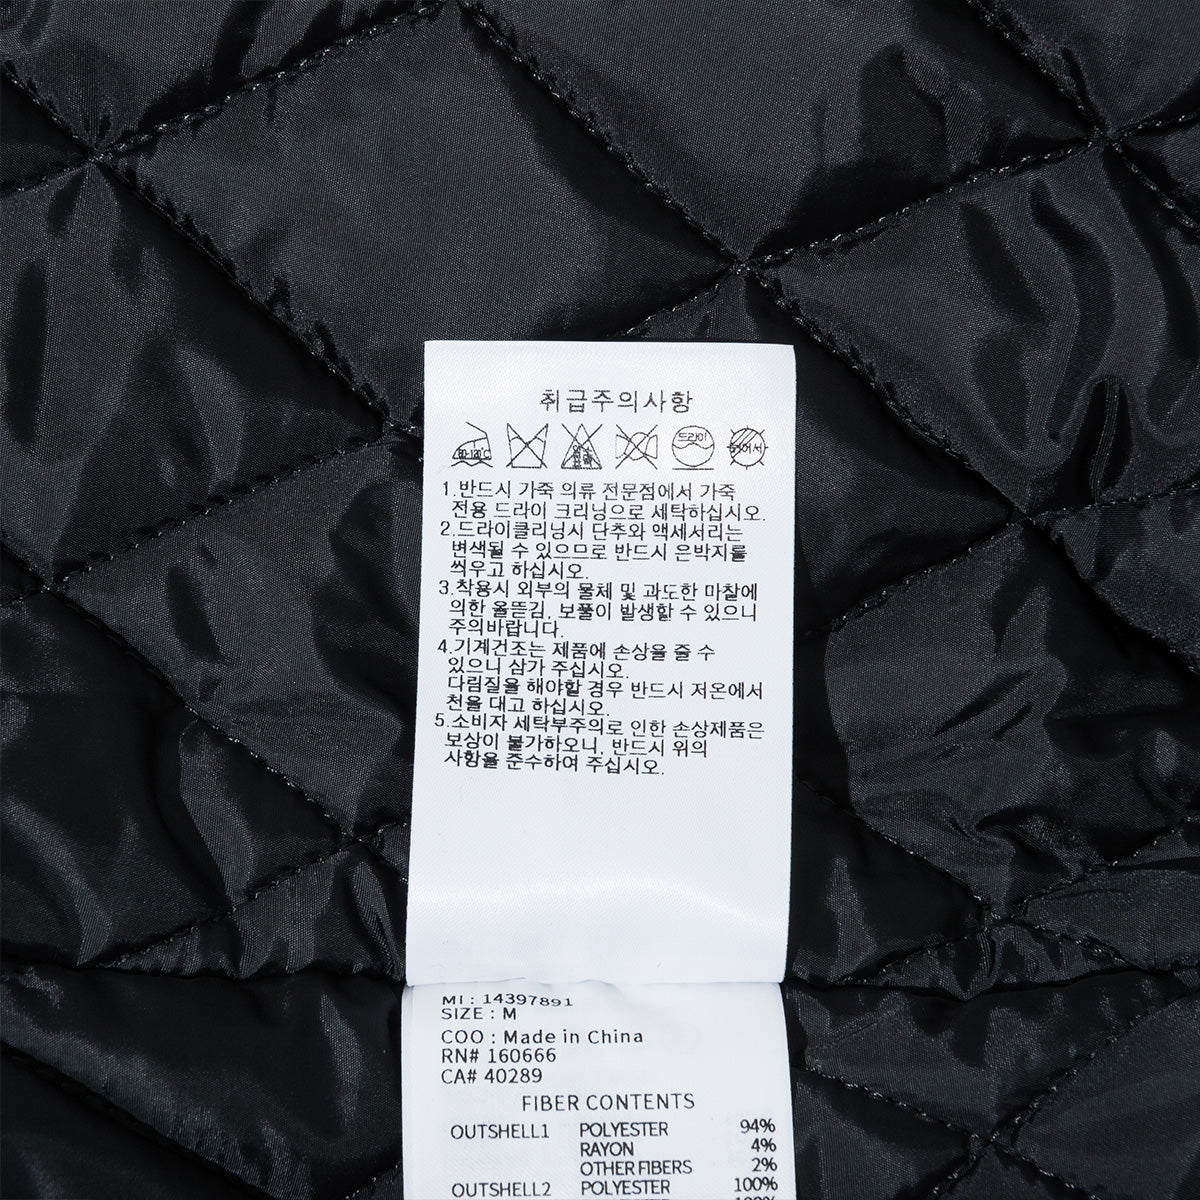 취급주의사항
80-120℃ 드라이
1.반드시 가죽 의류 전문점에서 가죽
전용 드라이 크리닝으로 세탁하십시오.
2.드라이클리닝시 단추와 액세서리는
변색될 수 있으므로 반드시 은박지를
씌우고 하십시오.
3.착용시 외부의 물체 및 과도한 마찰에
의한 올뜯김, 보풀이 발생할 수 있으니
주의바랍니다.
4.기계건조는 제품에 손상을 줄 수
있으니 삼가 주십시오.
다림질을 해야할 경우 반드시 저온에서
천을 대고 하십시오.
5.소비자 세탁부주의로 인한 손상제품은
보상이 불가하오니, 반드시 위의
사항을 준수하여 주십시오.
MI : 14397891
SIZE : M
COO : Made in China
RN# 160666
CA# 40289
FIBER CONTENTS
OUTSHELL1 POLYESTER 94%
RAYON 4%
OTHER FIBERS 2%
OUTSHELL2 POLYESTER 100%